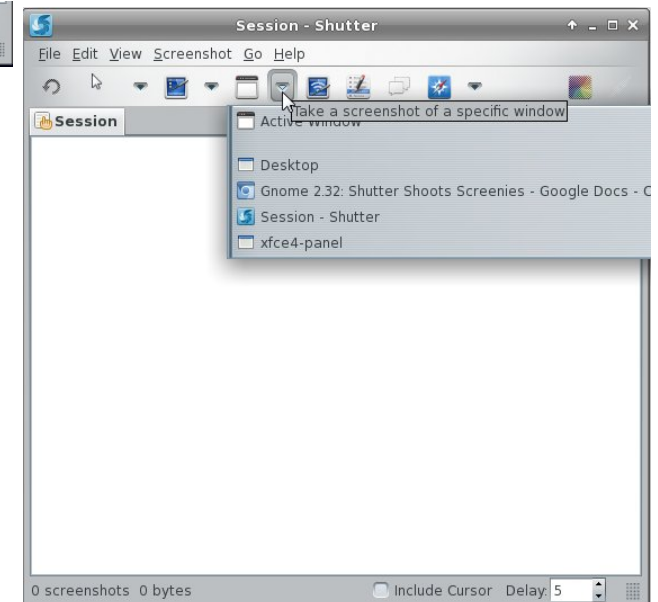 Session - Shutter
File Edit View Screenshot Go Help
Take a screenshot of a specific window
Session
Active Window
Desktop
Gnome 2.32: Shutter Shoots Screenies - Google Docs - C
Session - Shutter
xfce4-panel
0 screenshots 0 bytes
Include Cursor Delay: 5